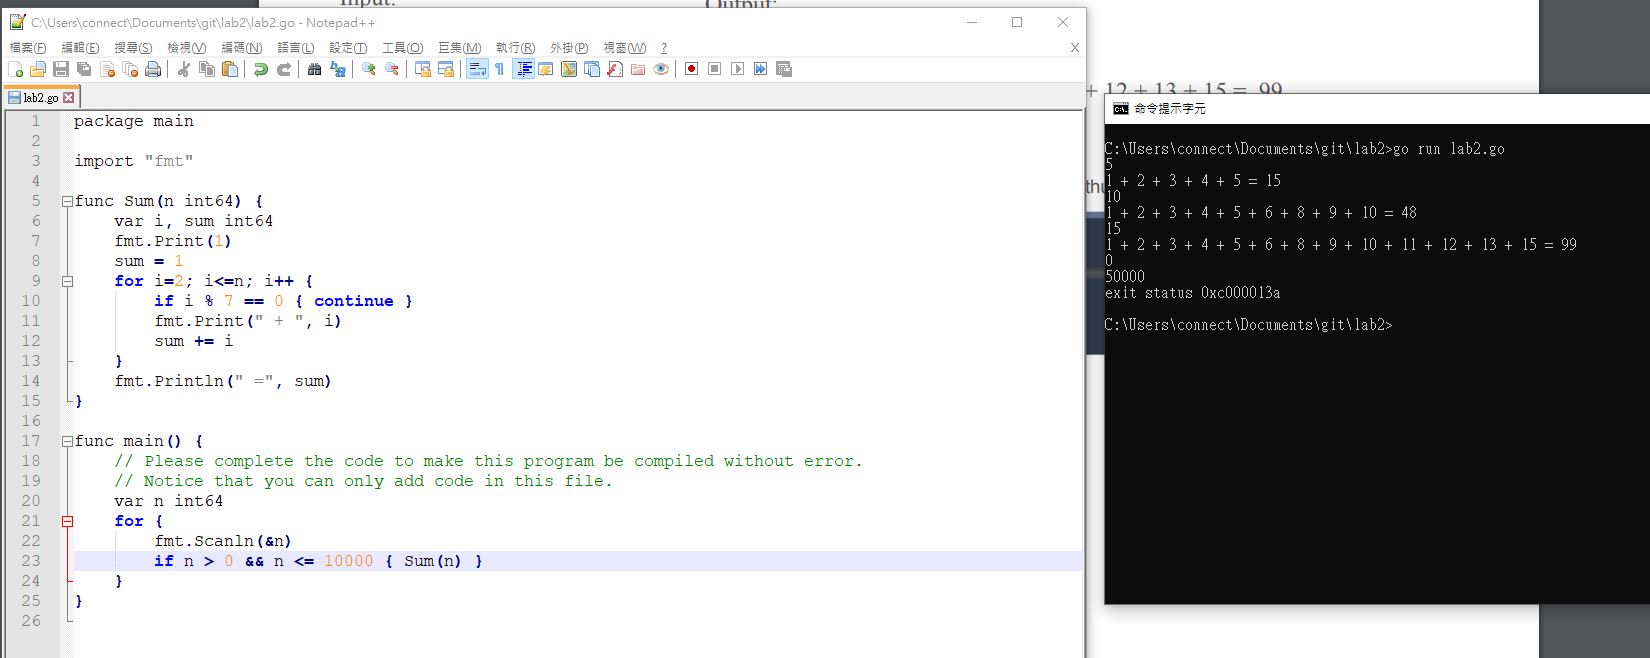 Output:
C:\Users\connect\Documents\git\lab2\lab2.go - Notepad++
檔案(F) 編輯(E) 搜尋(S) 檢視(V) 編碼(N) 語言(L) 設定(T) 工具(O) 巨集(M) 執行(R) 外掛(P) 視窗(W) ? X
lab2.go
1 package main
2
3 import "fmt"
4
5 func Sum(n int64) {
6 var i, sum int64
7 fmt.Print(1)
8 sum = 1
9 for i=2; i<=n; i++ {
10 if i % 7 == 0 { continue }
11 fmt.Print(" + ", i)
12 sum += i
13 }
14 fmt.Println(" =", sum)
15 }
16
17 func main() {
18 // Please complete the code to make this program be compiled without error.
19 // Notice that you can only add code in this file.
20 var n int64
21 for {
22 fmt.Scanln(&n)
23 if n > 0 && n <= 10000 { Sum(n) }
24 }
25 }
26
+ 12 + 13 + 15 = 99
命令提示字元
C:\Users\connect\Documents\git\lab2>go run lab2.go
5
1 + 2 + 3 + 4 + 5 = 15
10
1 + 2 + 3 + 4 + 5 + 6 + 8 + 9 + 10 = 48
15
1 + 2 + 3 + 4 + 5 + 6 + 8 + 9 + 10 + 11 + 12 + 13 + 15 = 99
0
50000
exit status 0xc000013a
C:\Users\connect\Documents\git\lab2>